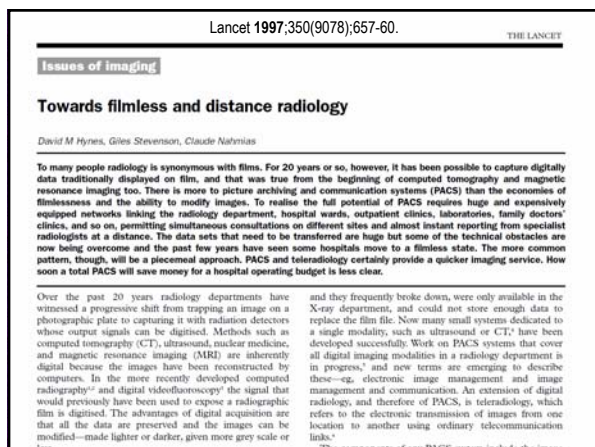 Lancet 1997;350(9078);657-60.
THE LANCET
Issues of imaging
Towards filmless and distance radiology
David M Hynes, Giles Stevenson, Claude Nahmias
To many people radiology is synonymous with films. For 20 years or so, however, it has been possible to capture digitally
data traditionally displayed on film, and that was true from the beginning of computed tomography and magnetic
resonance imaging too. There is more to picture archiving and communication systems (PACS) than the economies of
filmlessness and the ability to modify images. To realise the full potential of PACS requires huge and expensively
equipped networks linking the radiology department, hospital wards, outpatient clinics, laboratories, family doctors'
clinics, and so on, permitting simultaneous consultations on different sites and almost instant reporting from specialist
radiologists at a distance. The data sets that need to be transferred are huge but some of the technical obstacles are
now being overcome and the past few years have seen some hospitals move to a filmless state. The more common
pattern, though, will be a piecemeal approach. PACS and teleradiology certainly provide a quicker imaging service. How
soon a total PACS will save money for a hospital operating budget is less clear.
Over the past 20 years radiology departments have
witnessed a progressive shift from trapping an image on a
photographic plate to capturing it with radiation detectors
whose output signals can be digitised. Methods such as
computed tomography (CT), ultrasound, nuclear medicine,
and magnetic resonance imaging (MRI) are inherently
digital because the images have been reconstructed by
computers. In the more recently developed computed
radiography and digital videofluoroscopy the signal that
would previously have been used to expose a radiographic
film is digitised. The advantages of digital acquisition are
that all the data are preserved and the images can be
modified—made lighter or darker, given more grey scale or
and they frequently broke down, were only available in the
X-ray department, and could not store enough data to
replace the film file. Now many small systems dedicated to
a single modality, such as ultrasound or CT, have been
developed successfully. Work on PACS systems that cover
all digital imaging modalities in a radiology department is
in progress, and new terms are emerging to describe
these—eg, electronic image management and image
management and communication. An extension of digital
radiology, and therefore of PACS, is teleradiology, which
refers to the electronic transmission of images from one
location to another using ordinary telecommunication
links.